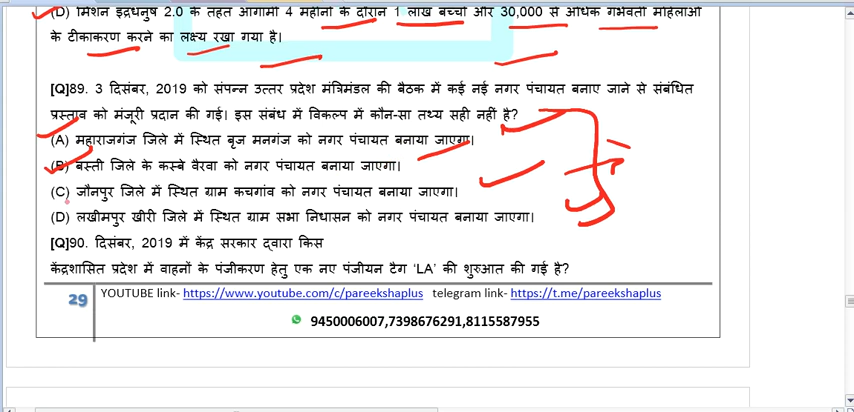 (D) मिशन इंद्रधनुष 2.0 के तहत आगामी 4 महीनों के दौरान 1 लाख बच्चों और 30,000 से अधिक गर्भवती महिलाओं
के टीकाकरण करने का लक्ष्य रखा गया है।
[Q]89. 3 दिसंबर, 2019 को संपन्न उत्तर प्रदेश मंत्रिमंडल की बैठक में कई नई नगर पंचायत बनाए जाने से संबंधित
प्रस्ताव को मंजूरी प्रदान की गई। इस संबंध में विकल्प में कौन-सा तथ्य सही नहीं है?
(A) महाराजगंज जिले में स्थित बृज मनगंज को नगर पंचायत बनाया जाएगा।
(B) बस्ती जिले के कस्बे वैरवा को नगर पंचायत बनाया जाएगा।
(C) जौनपुर जिले में स्थित ग्राम कचगांव को नगर पंचायत बनाया जाएगा।
(D) लखीमपुर खीरी जिले में स्थित ग्राम सभा निधासन को नगर पंचायत बनाया जाएगा।
[Q]90. दिसंबर, 2019 में केंद्र सरकार द्वारा किस
केंद्रशासित प्रदेश में वाहनों के पंजीकरण हेतु एक नए पंजीयन टैग 'LA' की शुरुआत की गई है?
29 YOUTUBE link- https://www.youtube.com/c/pareekshaplus telegram link- https://t.me/pareekshaplus
9450006007,7398676291,8115587955